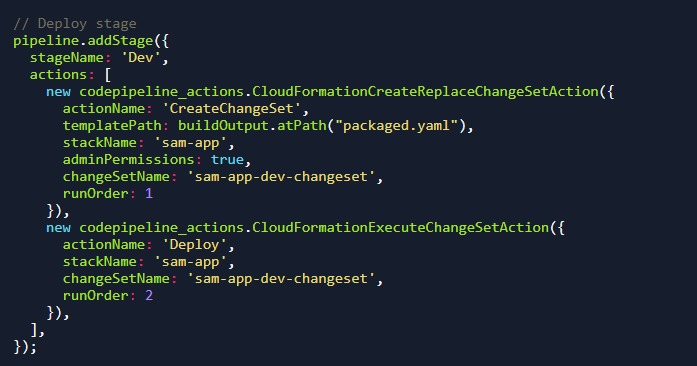 // Deploy stage
pipeline.addStage({
  stageName: 'Dev',
  actions: [
    new codepipeline_actions.CloudFormationCreateReplaceChangeSetAction({
      actionName: 'CreateChangeSet',
      templatePath: buildOutput.atPath("packaged.yaml"),
      stackName: 'sam-app',
      adminPermissions: true,
      changeSetName: 'sam-app-dev-changeset',
      runOrder: 1
    }),
    new codepipeline_actions.CloudFormationExecuteChangeSetAction({
      actionName: 'Deploy',
      stackName: 'sam-app',
      changeSetName: 'sam-app-dev-changeset',
      runOrder: 2
    }),
  ],
});